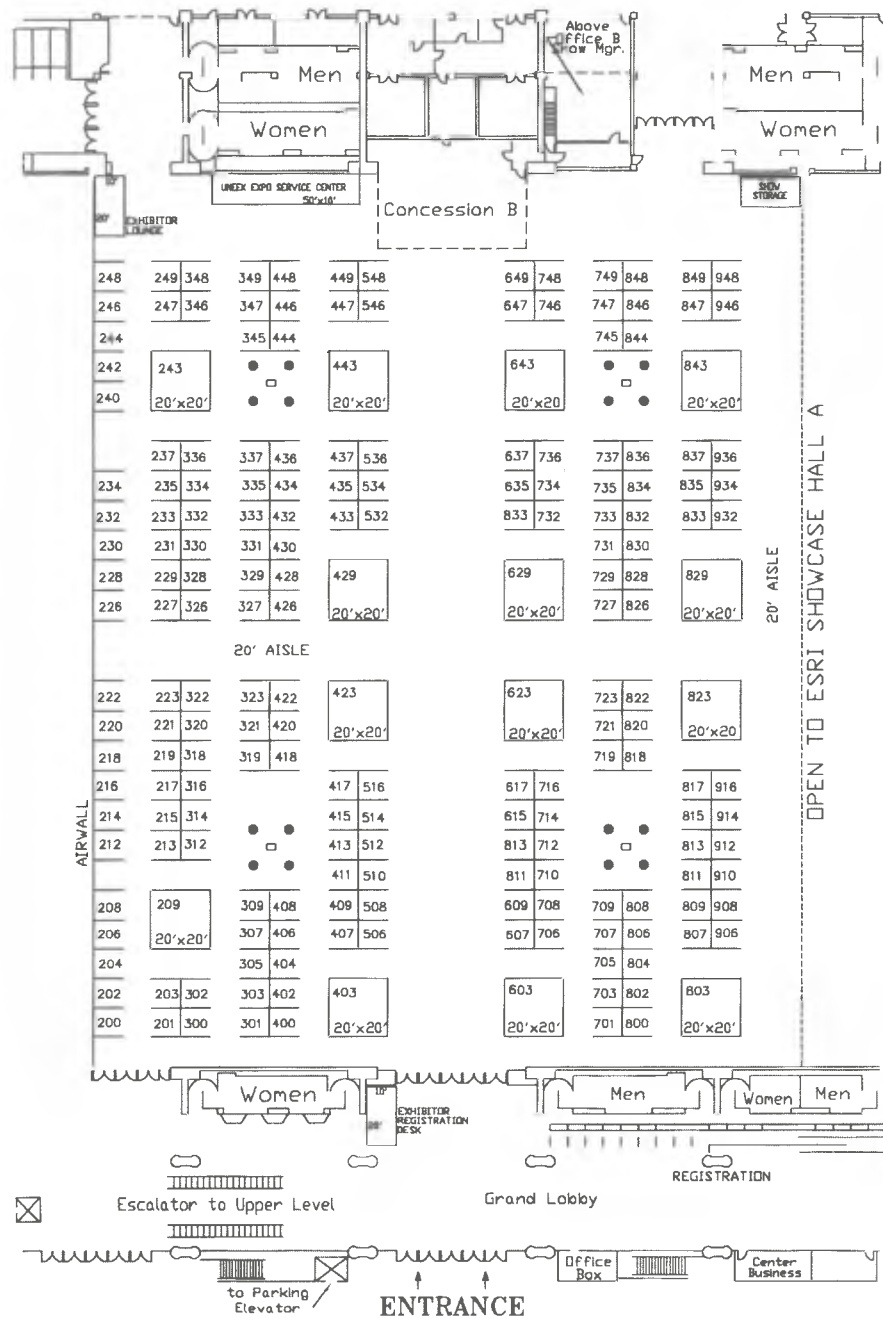 Above
ffice B
ow Mgr.
Men
Men
Women
Women
UNEEK EXPO SERVICE CENTER
50'x10'
SHOW
STORAGE
10'
20'
EXHIBITOR
LOUNGE
Concession B
248 249 348 349 448 449 548 649 748 749 848 849 948
246 247 346 347 446 447 546 647 746 747 846 847 946
244 345 444 745 844
242 243 443 643 843
240 20'x20' 20'x20' 20'x20 20'x20'
237 336 337 436 437 536 637 736 737 836 837 936
234 235 334 335 434 435 534 635 734 735 834 835 934
232 233 332 333 432 433 532 833 732 733 832 833 932
230 231 330 331 430 731 830
228 229 328 329 428 429 629 729 828 829
226 227 326 327 426 20'x20' 20'x20' 727 826 20'x20'
20' AISLE
20' AISLE
OPEN TO ESRI SHOWCASE HALL A
222 223 322 323 422 423 623 723 822 823
220 221 320 321 420 20'x20' 20'x20' 721 820 20'x20
218 219 318 319 418 719 818
216 217 316 417 516 617 716 817 916
214 215 314 415 514 615 714 815 914
212 213 312 413 512 813 712 813 912
411 510 811 710 811 910
208 209 309 408 409 508 609 708 709 808 809 908
206 20'x20' 307 406 407 506 607 706 707 806 807 906
204 305 404 705 804
202 203 302 303 402 403 603 703 802 803
200 201 300 301 400 20'x20' 20'x20' 701 800 20'x20'
AIRWALL
Women
10'
20'
EXHIBITOR
REGISTRATION
DESK
Men
Women
Men
REGISTRATION
Escalator to Upper Level
Grand Lobby
Office
Box
Center
Business
to Parking
Elevator
ENTRANCE